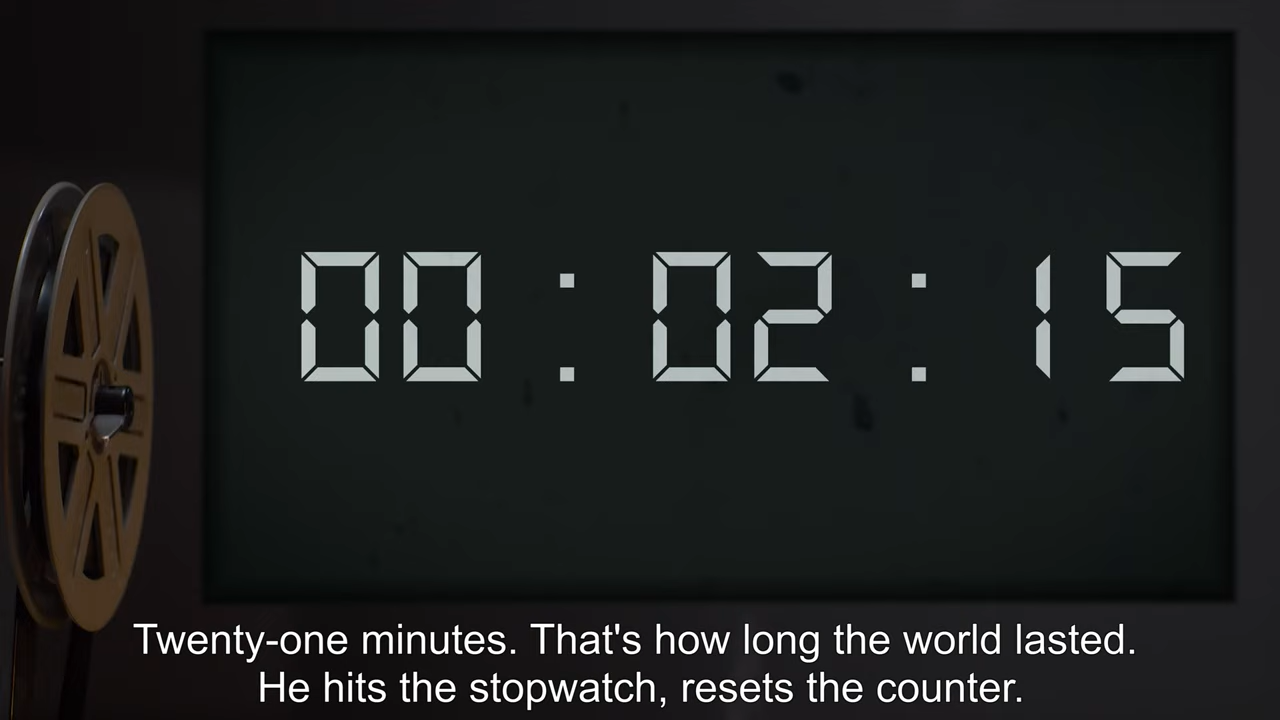 00 : 02 : 15
Twenty-one minutes. That's how long the world lasted.
He hits the stopwatch, resets the counter.